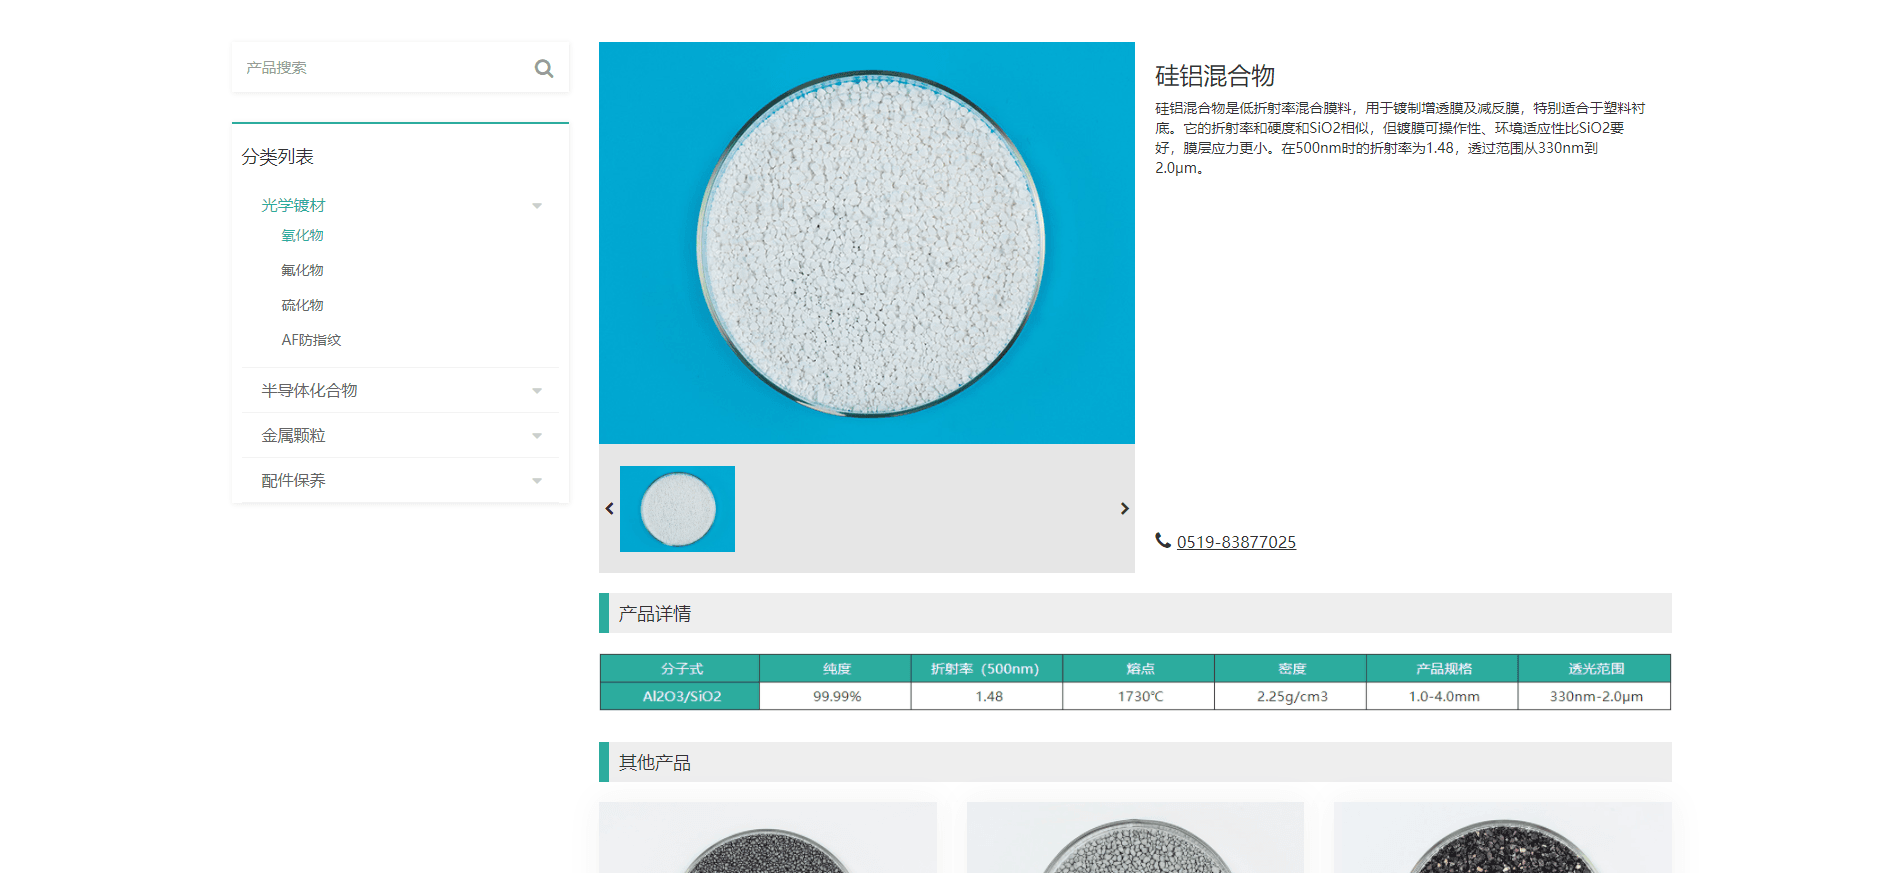 产品搜索
分类列表
光学镀材
氧化物
氟化物
硫化物
AF防指纹
半导体化合物
金属颗粒
配件保养
硅铝混合物
硅铝混合物是低折射率混合膜料，用于镀制增透膜及减反膜，特别适合于塑料衬
底。它的折射率和硬度和SiO2相似，但镀膜可操作性、环境适应性比SiO2要
好，膜层应力更小。在500nm时的折射率为1.48，透过范围从330nm到
2.0μm。
0519-83877025
产品详情
分子式 纯度 折射率（500nm） 熔点 密度 产品规格 透光范围
Al2O3/SiO2 99.99% 1.48 1730℃ 2.25g/cm3 1.0-4.0mm 330nm-2.0μm
其他产品